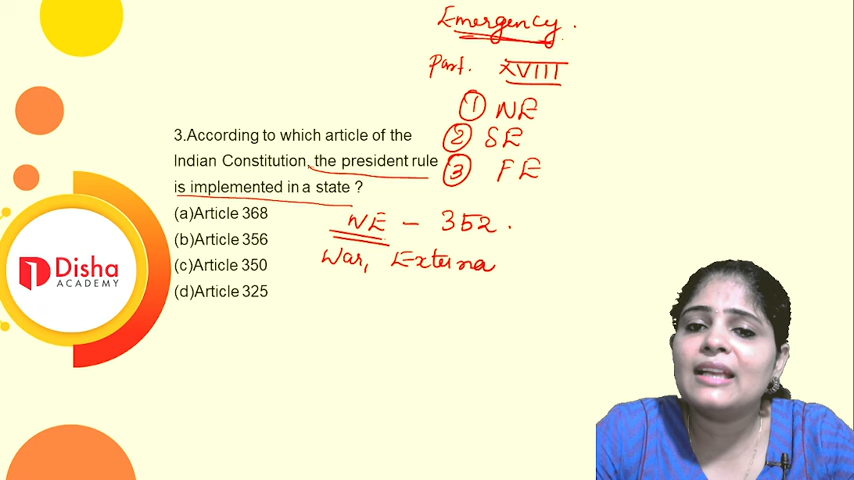 Emergency.
Part. XVIII
1 NE
2 SE
3 FE
3.According to which article of the
Indian Constitution, the president rule
is implemented in a state ?
(a)Article 368
(b)Article 356
(c)Article 350
(d)Article 325
NE - 352.
War, Externa
Disha
ACADEMY